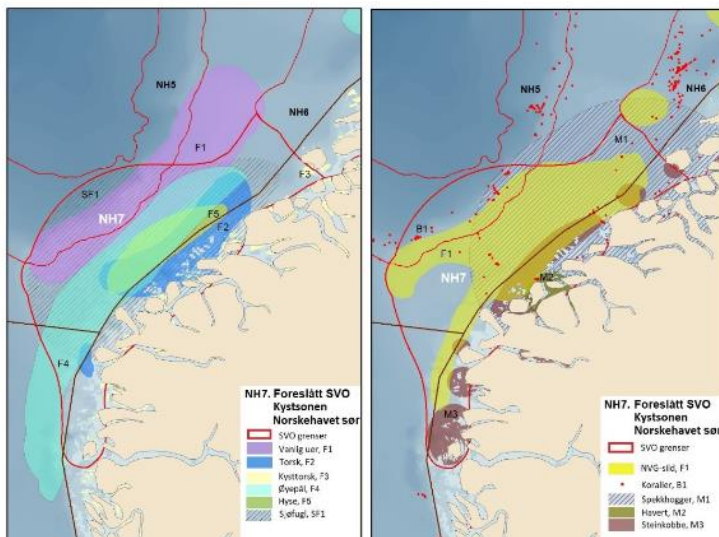 NH5
NH6
F1
F3
SF1
NH7
F5
F2
F4
NH7. Foreslått SVO
Kystsonen
Norskehavet sør
SVO grenser
Vanlig uer, F1
Torsk, F2
Kysttorsk, F3
Øyepål, F4
Hyse, F5
Sjøfugl, SF1
NH5
NH6
M1
B1
F1
NH7
M2
M3
NH7. Foreslått SVO
Kystsonen
Norskehavet sør
SVO grenser
NVG-sild, F1
Koraller, B1
Spekkhogger, M1
Havert, M2
Steinkobbe, M3